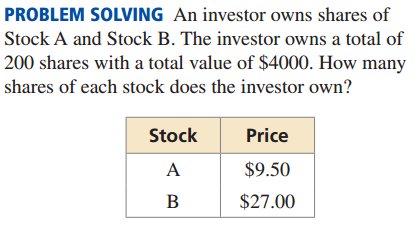 PROBLEM SOLVING An investor owns shares of
Stock A and Stock B. The investor owns a total of
200 shares with a total value of $4000. How many
shares of each stock does the investor own?
Stock Price
A $9.50
B $27.00